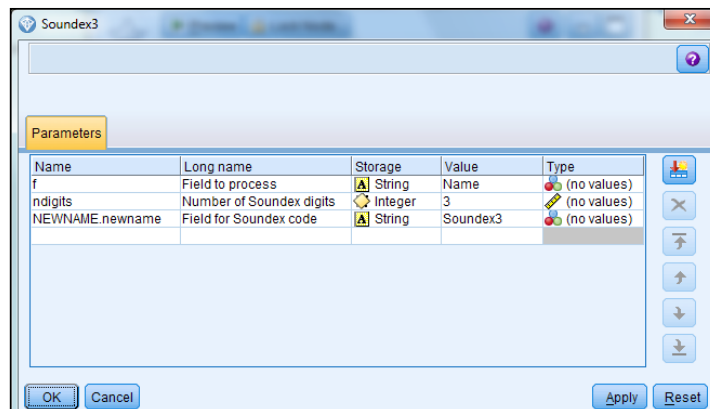 Soundex3
Parameters
Name Long name Storage Value Type
f Field to process A String Name (no values)
ndigits Number of Soundex digits Integer 3 (no values)
NEWNAME.newname Field for Soundex code A String Soundex3 (no values)
OK Cancel Apply Reset